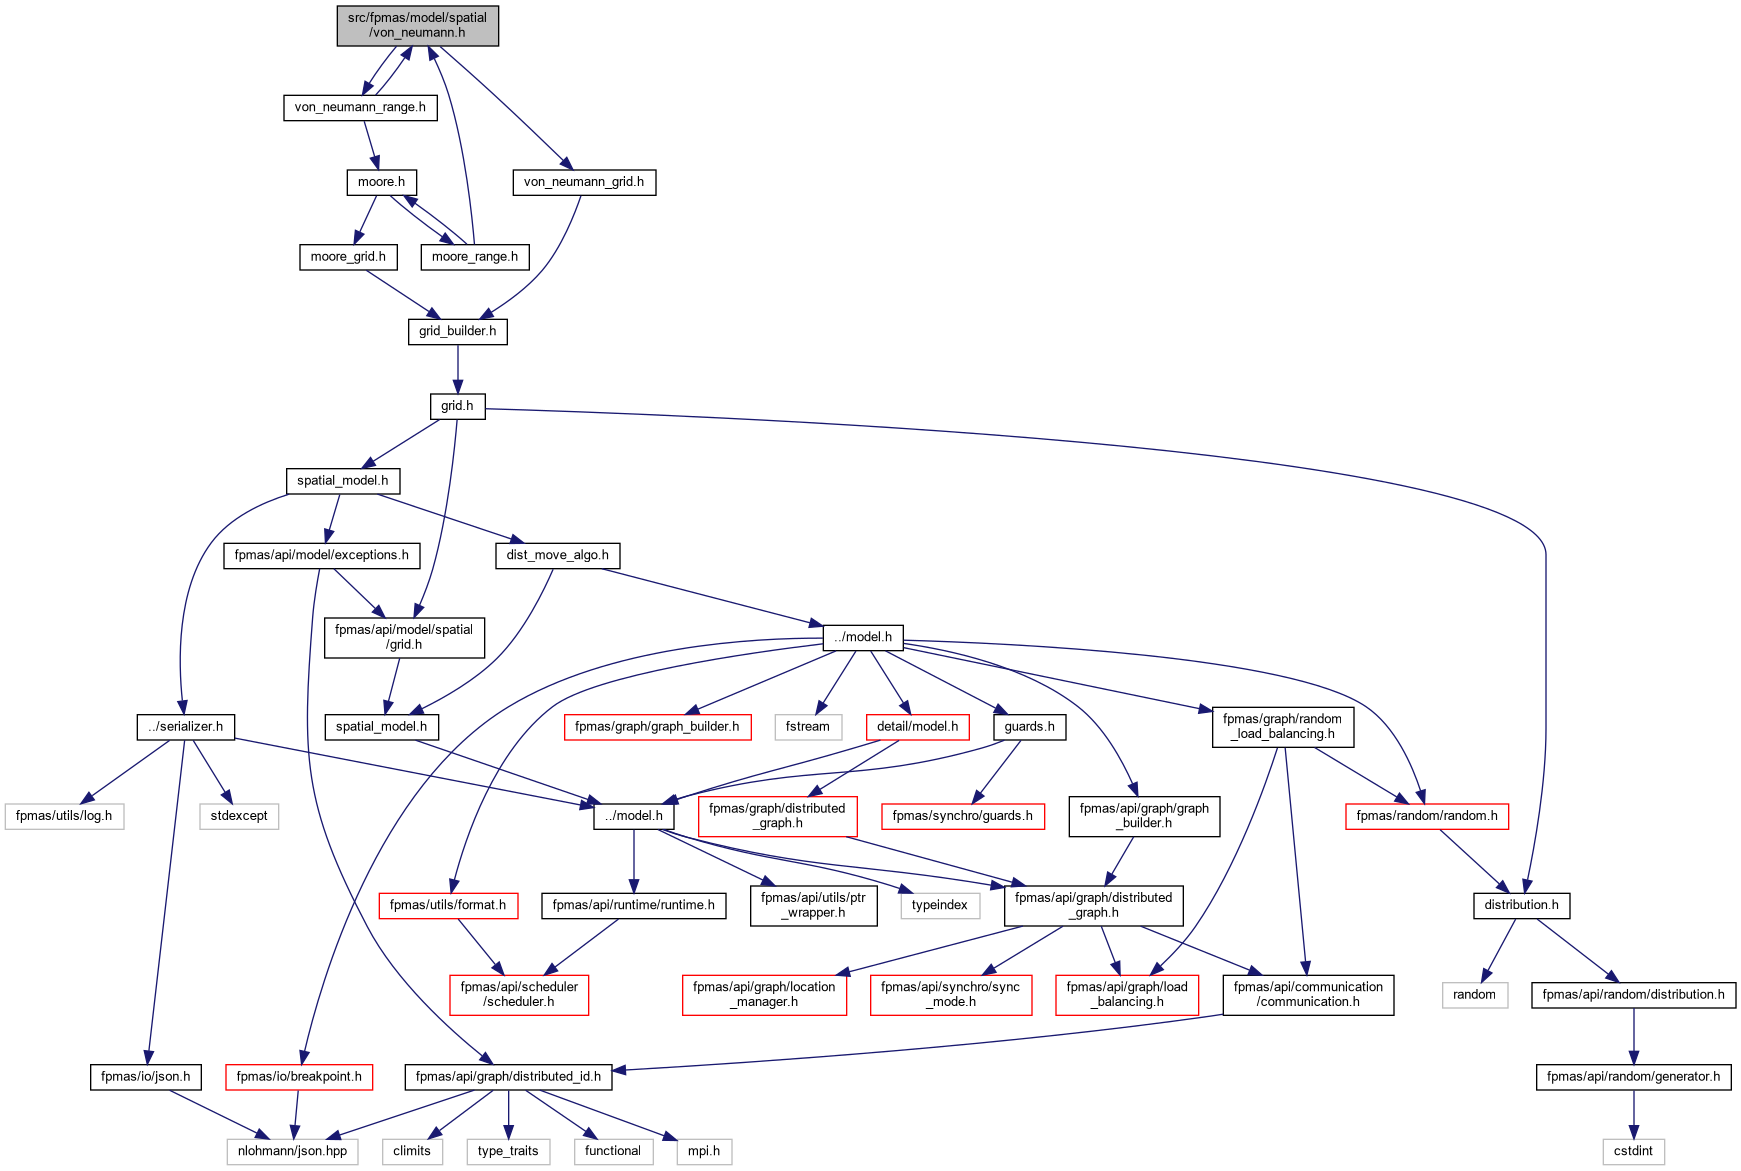 src/fpmas/model/spatial
/von_neumann.h
von_neumann_range.h
moore.h
von_neumann_grid.h
moore_grid.h
moore_range.h
grid_builder.h
grid.h
spatial_model.h
fpmas/api/model/exceptions.h
dist_move_algo.h
fpmas/api/model/spatial
/grid.h
../model.h
../serializer.h
spatial_model.h
fpmas/graph/graph_builder.h
fstream
detail/model.h
guards.h
fpmas/graph/random
_load_balancing.h
fpmas/utils/log.h
stdexcept
../model.h
fpmas/graph/distributed
_graph.h
fpmas/synchro/guards.h
fpmas/api/graph/graph
_builder.h
fpmas/random/random.h
fpmas/utils/format.h
fpmas/api/runtime/runtime.h
fpmas/api/utils/ptr
_wrapper.h
typeindex
fpmas/api/graph/distributed
_graph.h
distribution.h
fpmas/api/scheduler
/scheduler.h
fpmas/api/graph/location
_manager.h
fpmas/api/synchro/sync
_mode.h
fpmas/api/graph/load
_balancing.h
fpmas/api/communication
/communication.h
random
fpmas/api/random/distribution.h
fpmas/io/json.h
fpmas/io/breakpoint.h
fpmas/api/graph/distributed_id.h
fpmas/api/random/generator.h
nlohmann/json.hpp
climits
type_traits
functional
mpi.h
cstdint